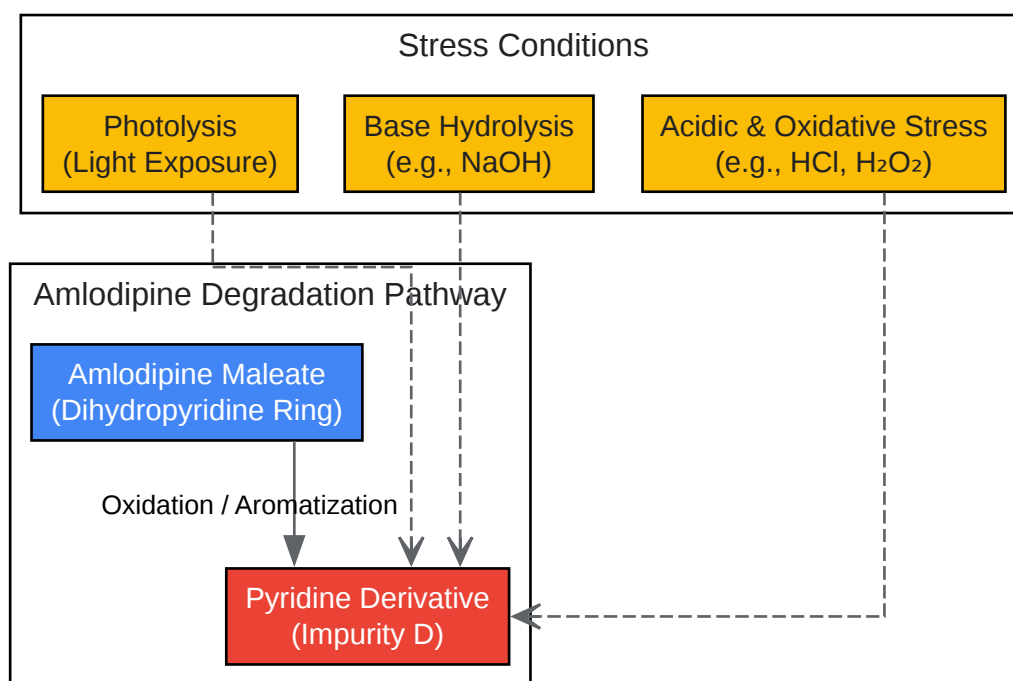 Stress Conditions
Photolysis
(Light Exposure)
Base Hydrolysis
(e.g., NaOH)
Acidic & Oxidative Stress
(e.g., HCl, H₂O₂)
Amlodipine Degradation Pathway
Amlodipine Maleate
(Dihydropyridine Ring)
Oxidation / Aromatization
Pyridine Derivative
(Impurity D)